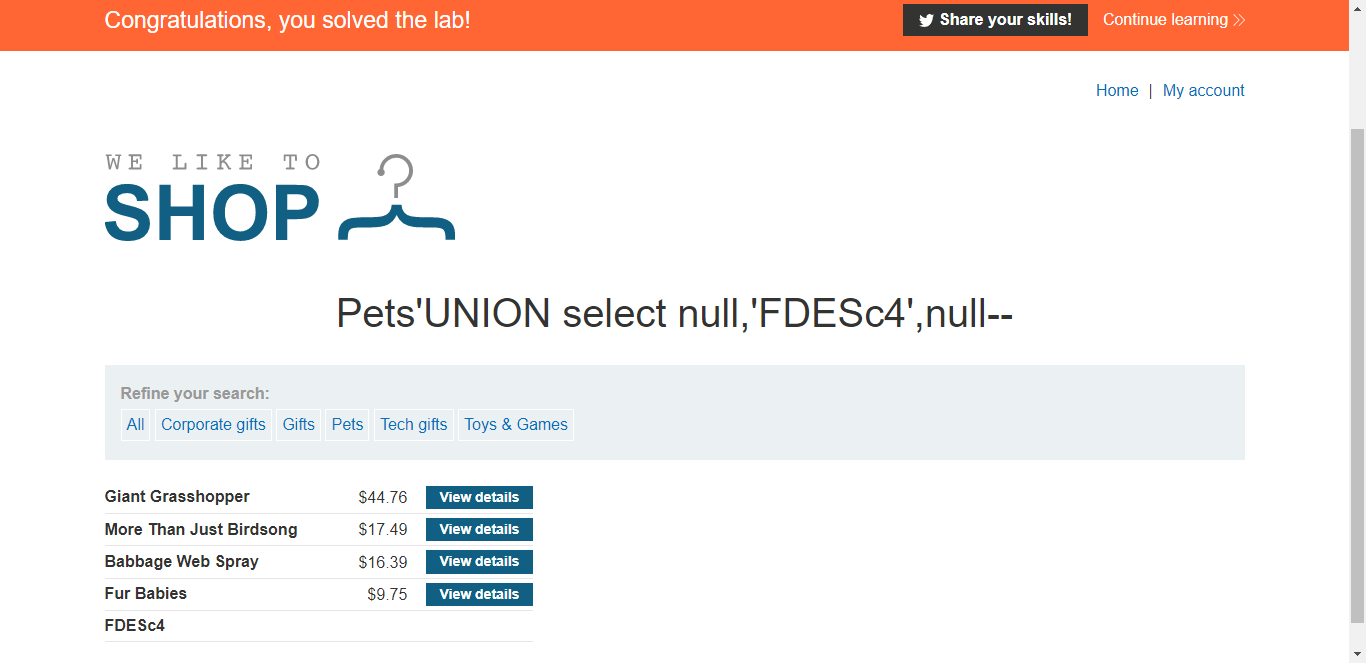 Congratulations, you solved the lab!
Share your skills!
Continue learning
Home | My account
WE LIKE TO
SHOP
Pets'UNION select null,'FDESc4',null--
Refine your search:
All Corporate gifts Gifts Pets Tech gifts Toys & Games
Giant Grasshopper $44.76 View details
More Than Just Birdsong $17.49 View details
Babbage Web Spray $16.39 View details
Fur Babies $9.75 View details
FDESc4